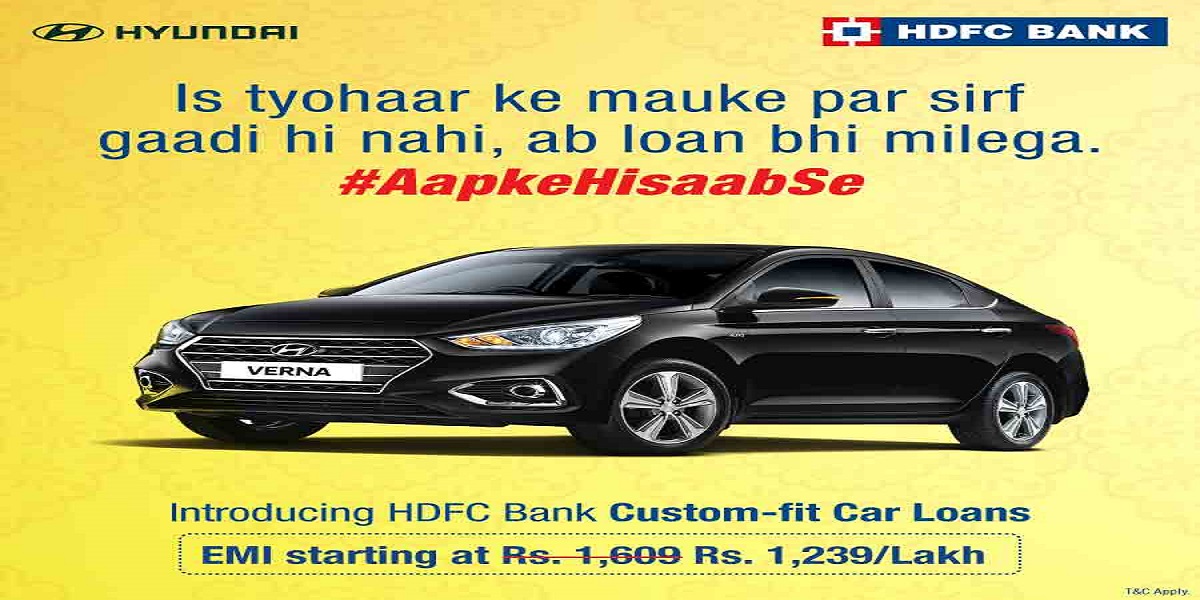 HYUNDAI
HDFC BANK
Is tyohaar ke mauke par sirf
gaadi hi nahi, ab loan bhi milega.
#AapkeHisaabSe
VERNA
Introducing HDFC Bank Custom-fit Car Loans
EMI starting at Rs. 1,609 Rs. 1,239/Lakh
T&C Apply.